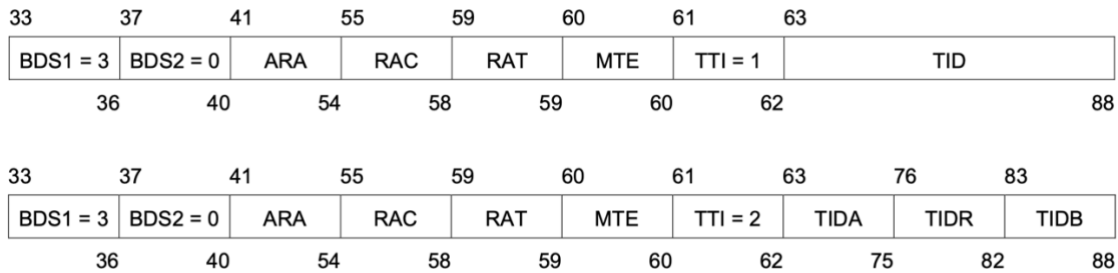 33 37 41 55 59 60 61 63
BDS1 = 3 BDS2 = 0 ARA RAC RAT MTE TTI = 1 TID
36 40 54 58 59 60 62 88
33 37 41 55 59 60 61 63 76 83
BDS1 = 3 BDS2 = 0 ARA RAC RAT MTE TTI = 2 TIDA TIDR TIDB
36 40 54 58 59 60 62 75 82 88